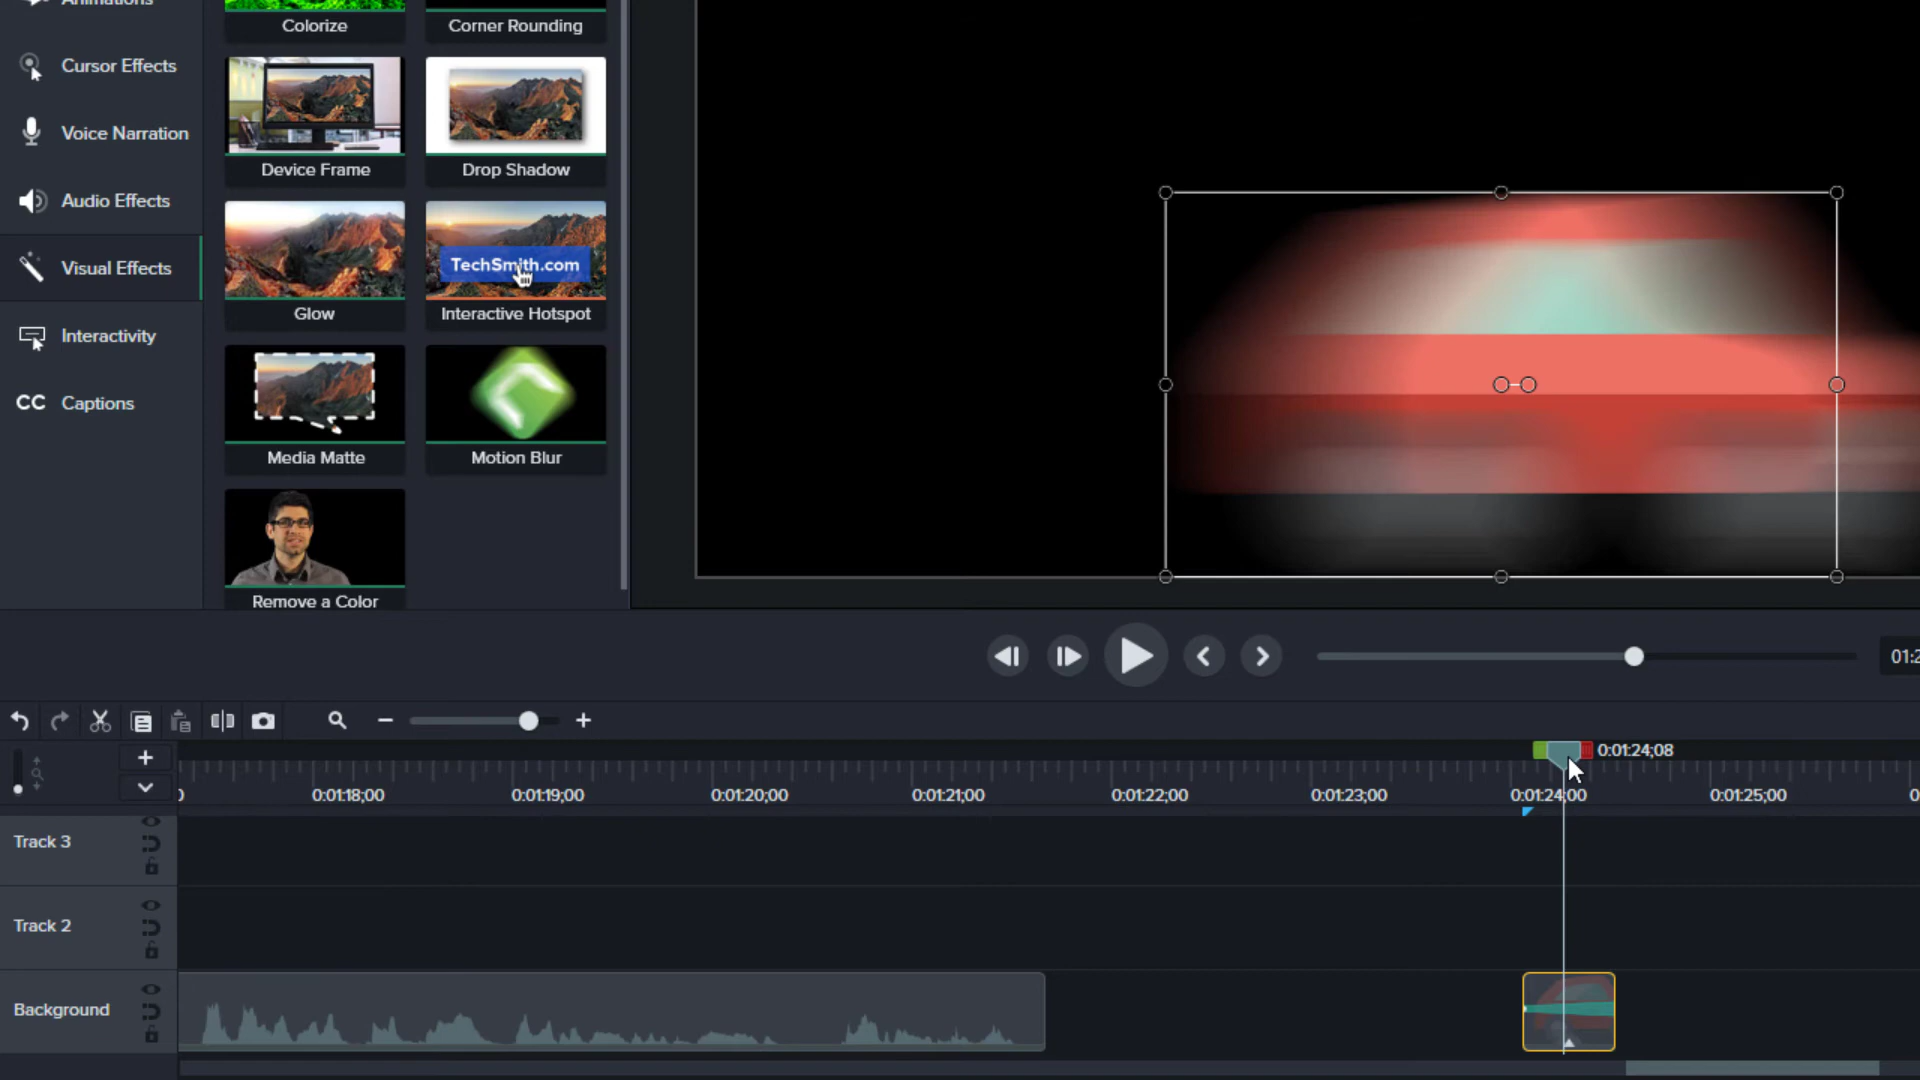 Animations
Colorize
Corner Rounding
Cursor Effects
Voice Narration
Device Frame
Drop Shadow
Audio Effects
Visual Effects
TechSmith.com
Glow
Interactive Hotspot
Interactivity
CC Captions
Media Matte
Motion Blur
Remove a Color
01:2
0:01:24;08
0:01:18;00
0:01:19;00
0:01:20;00
0:01:21;00
0:01:22;00
0:01:23;00
0:01:24;00
0:01:25;00
Track 3
Track 2
Background